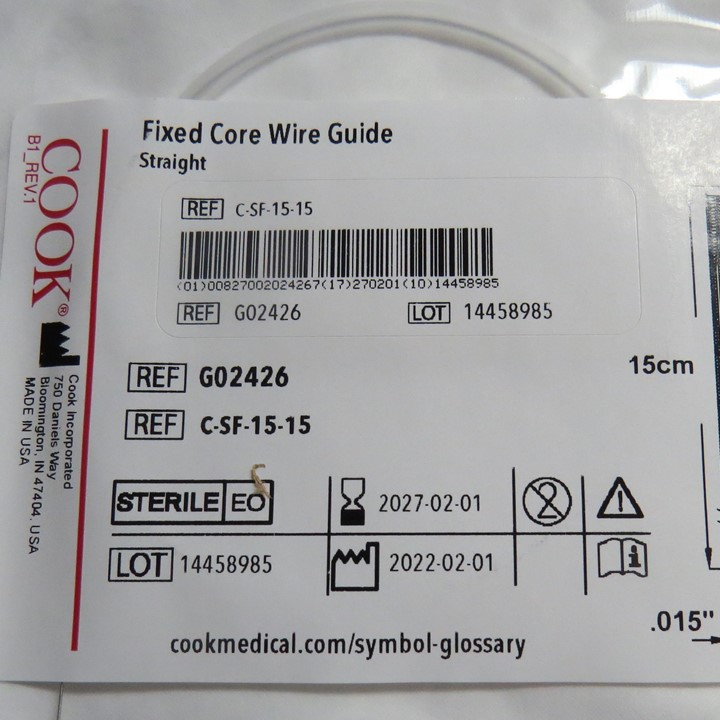 Fixed Core Wire Guide
Straight
REF C-SF-15-15
(01)00827002024267(17)270201(10)14458985
REF G02426 LOT 14458985
REF G02426
REF C-SF-15-15
15cm
STERILE EO 2027-02-01
LOT 14458985 2022-02-01
.015"
cookmedical.com/symbol-glossary
COOK®
B1_REV.1
Cook Incorporated
750 Daniels Way
Bloomington, IN 47404, USA
MADE IN USA